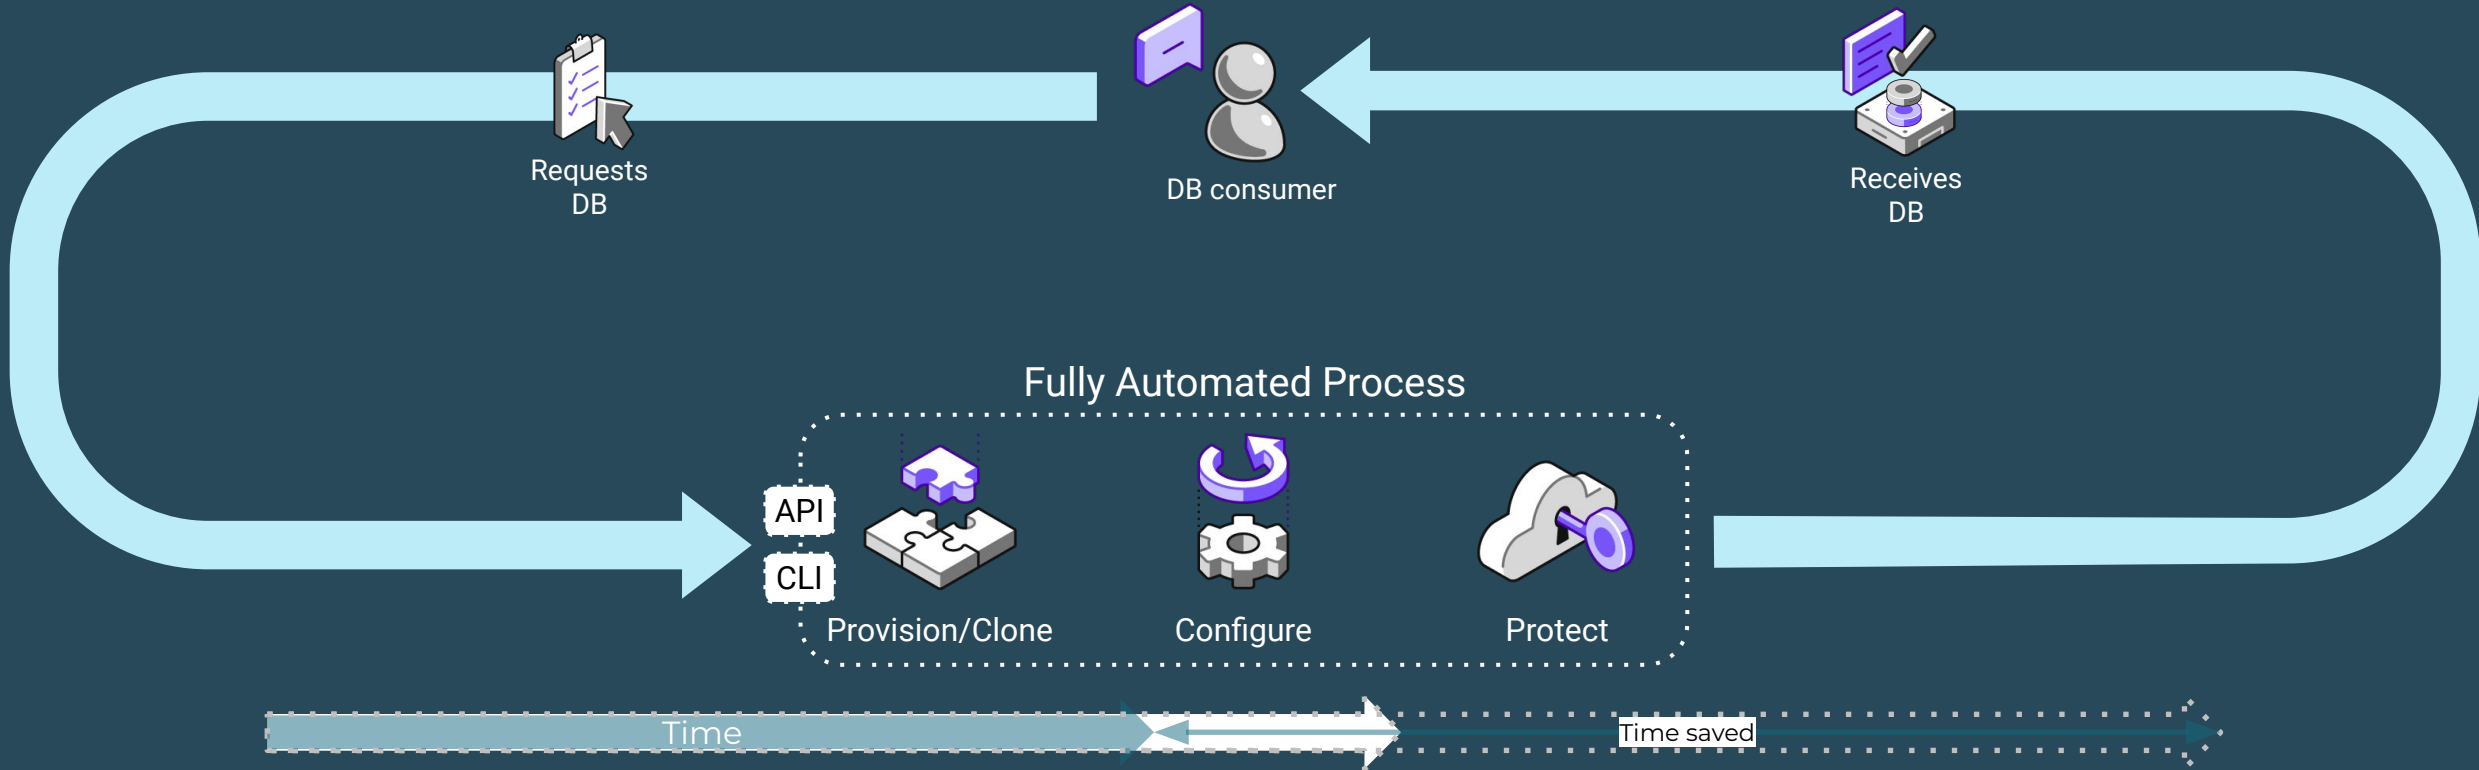 Requests
DB
DB consumer
Receives
DB
Fully Automated Process
API
CLI
Provision/Clone
Configure
Protect
Time
Time saved